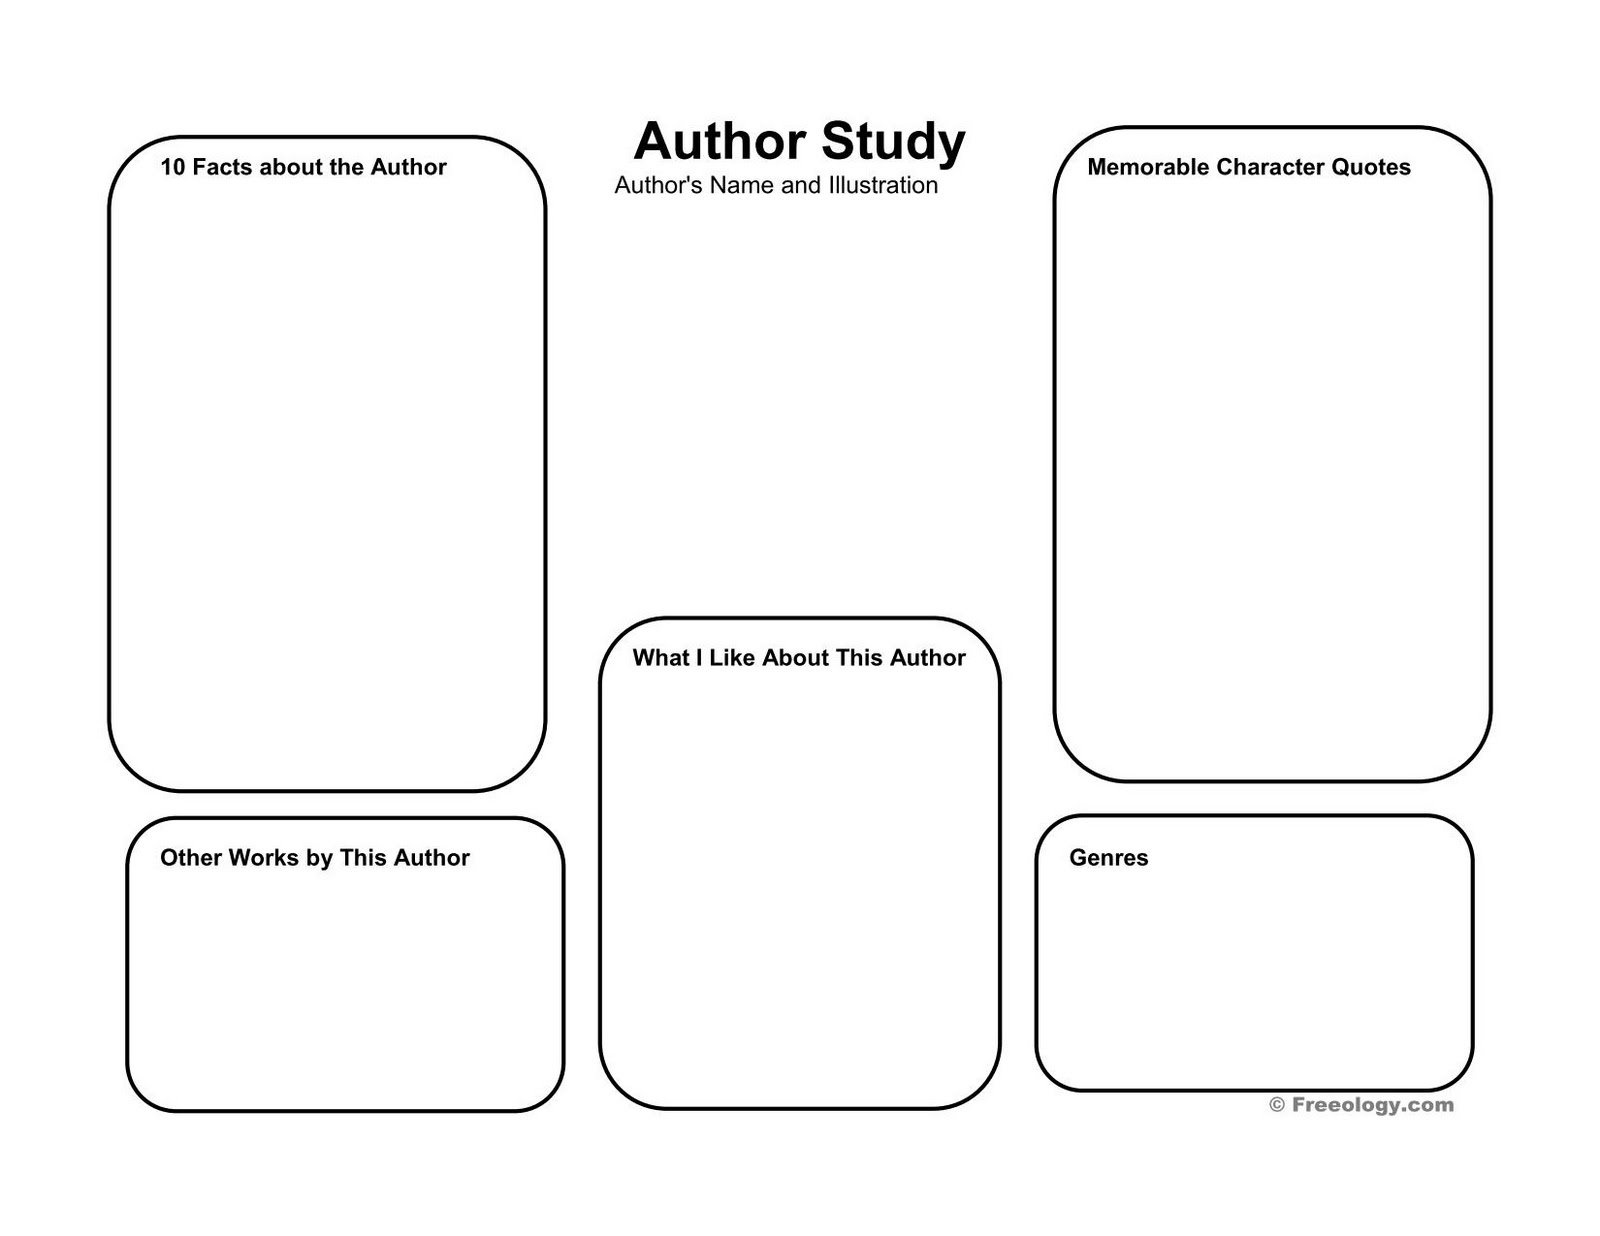 Author Study
Author's Name and Illustration
10 Facts about the Author
Memorable Character Quotes
What I Like About This Author
Other Works by This Author
Genres
© Freeology.com